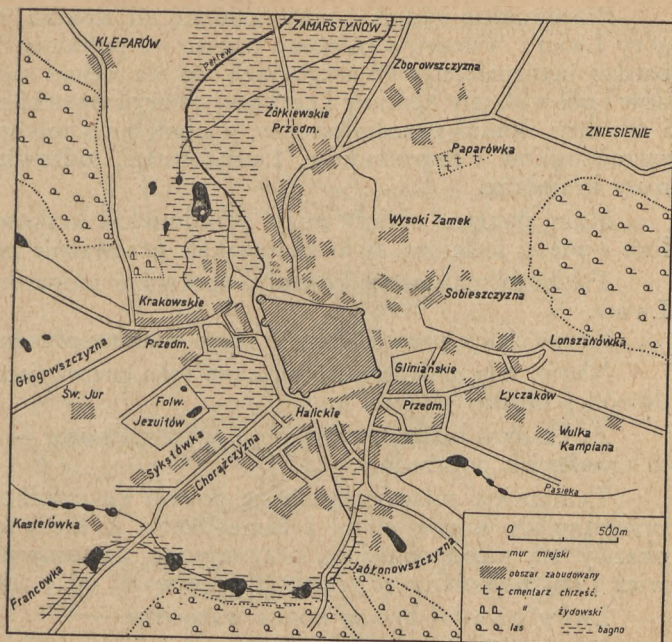 KLEPARÓW
ZAMARSTYNÓW
Pełtew
Zborowszczyzna
Żółkiewskie
Przedm.
ZNIESIENIE
Paparówka
Wysoki Zamek
Sobieszczyzna
Krakowskie
Przedm.
Lonszanówka
Głogowszczyzna
Gliniańskie
Przedm.
Św. Jur
Folw.
Jezuitów
Halickie
Łyczaków
Wulka
Kampiana
Sykstówka
Chorążczyzna
Pasieka
Kastelówka
Francówka
Jabłonowszczyzna
0 500m
mur miejski
obszar zabudowany
cmentarz chrześć.
" żydowski
las bagno